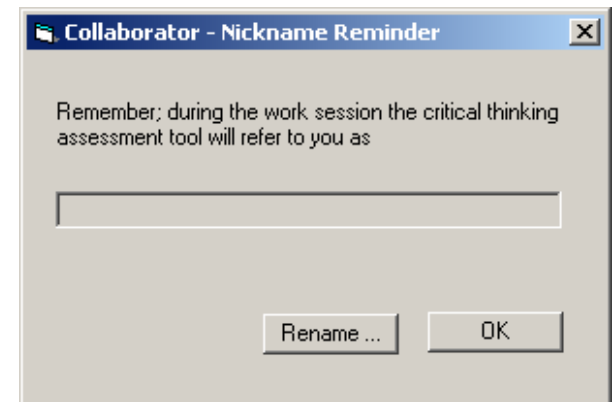 Collaborator - Nickname Reminder
Remember; during the work session the critical thinking
assessment tool will refer to you as
Rename ...
OK